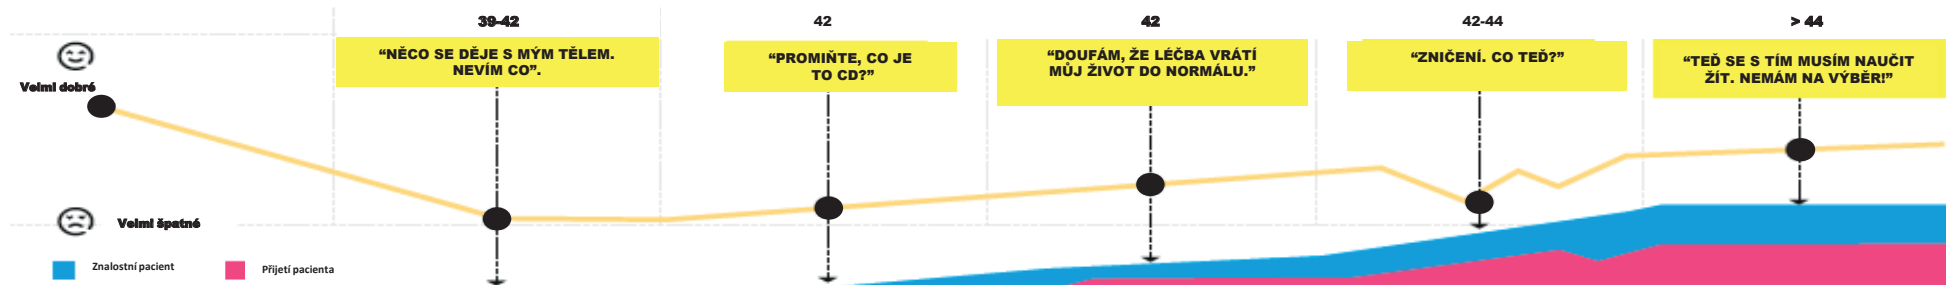 39-42
42
42
42-44
> 44
“NĚCO SE DĚJE S MÝM TĚLEM.
NEVÍM CO”.
“PROMIŇTE, CO JE
TO CD?”
“DOUFÁM, ŽE LÉČBA VRÁTÍ
MŮJ ŽIVOT DO NORMÁLU.”
“ZNIČENÍ. CO TEĎ?”
“TEĎ SE S TÍM MUSÍM NAUČIT
ŽÍT. NEMÁM NA VÝBĚR!”
Velmi dobré
Velmi špatné
Znalostní pacient
Přijetí pacienta